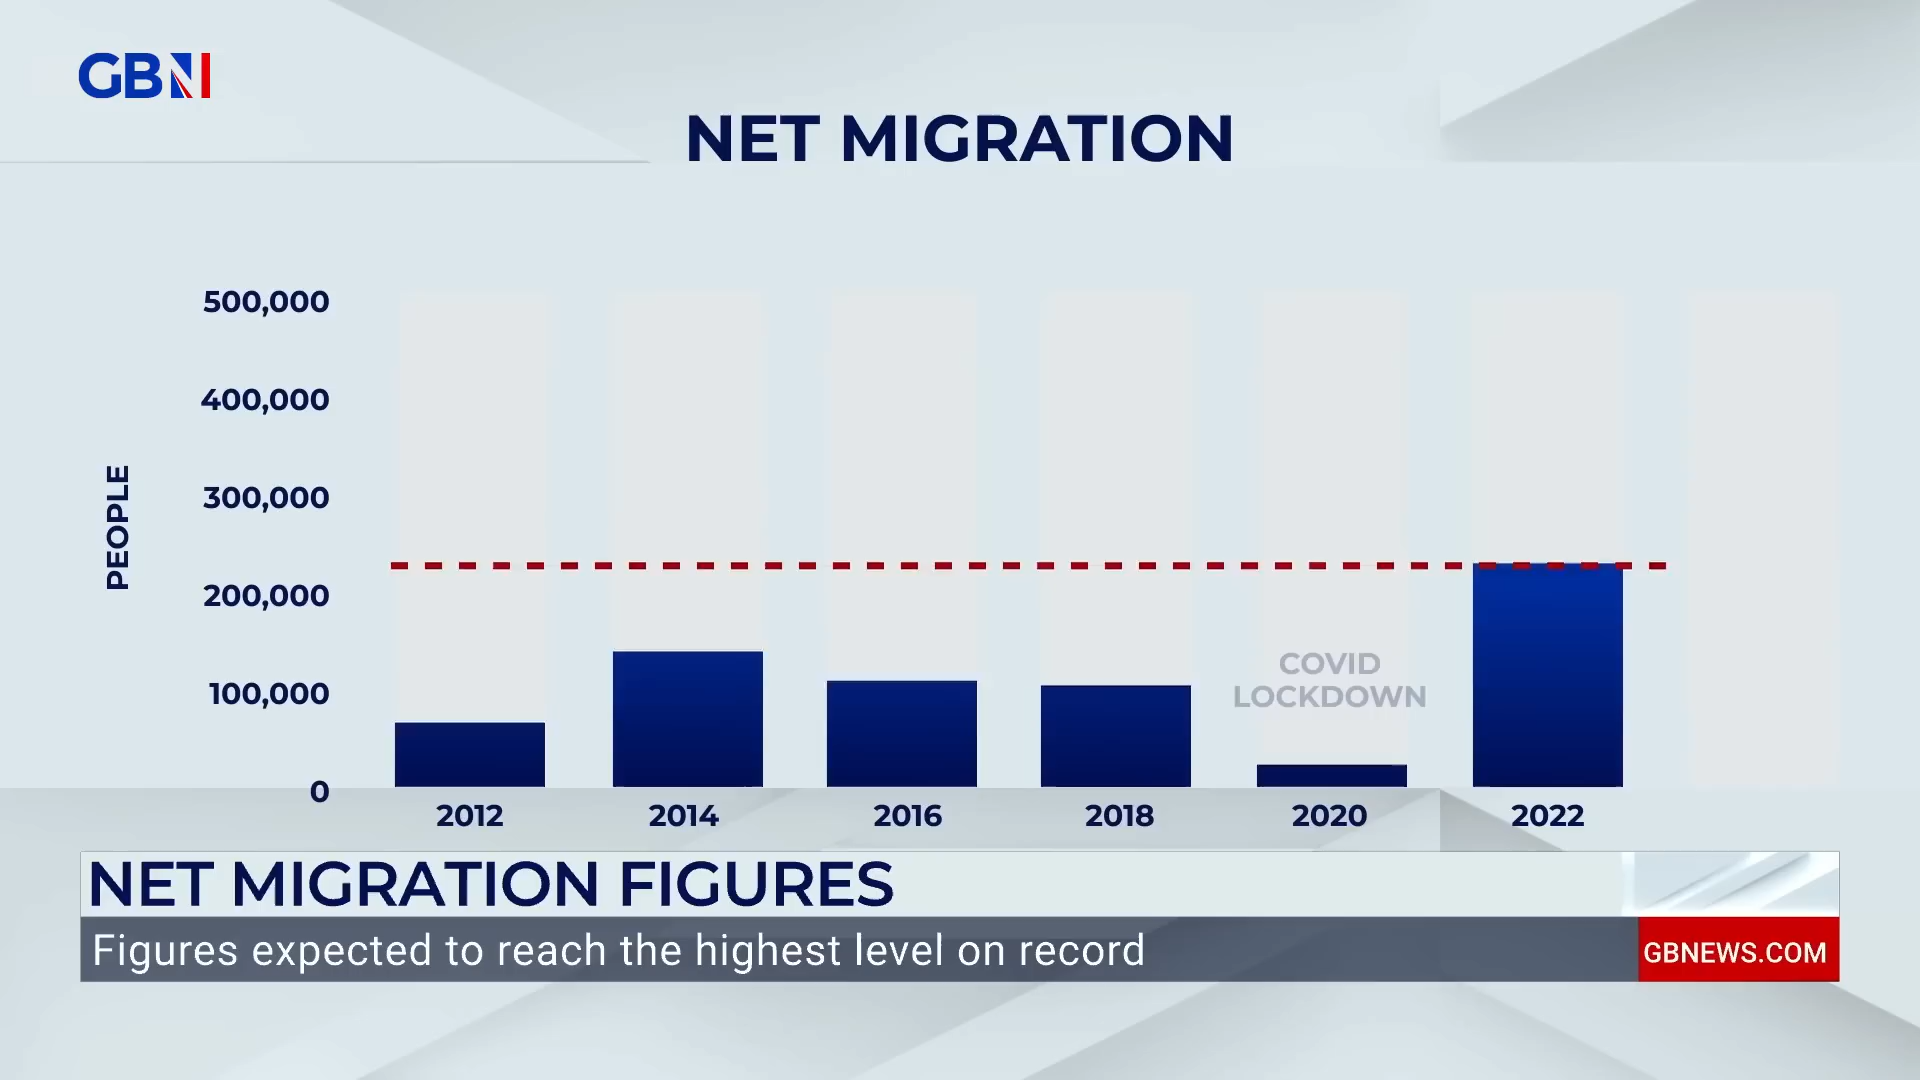 GBN
NET MIGRATION
500,000
400,000
300,000
200,000
100,000
0
PEOPLE
COVID
LOCKDOWN
2012 2014 2016 2018 2020 2022
NET MIGRATION FIGURES
Figures expected to reach the highest level on record
GBNEWS.COM